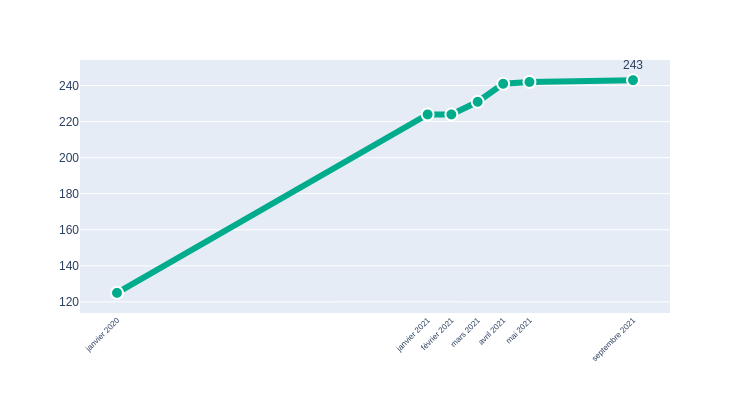 243
240
220
200
180
160
140
120
janvier 2020
janvier 2021
février 2021
mars 2021
avril 2021
mai 2021
septembre 2021